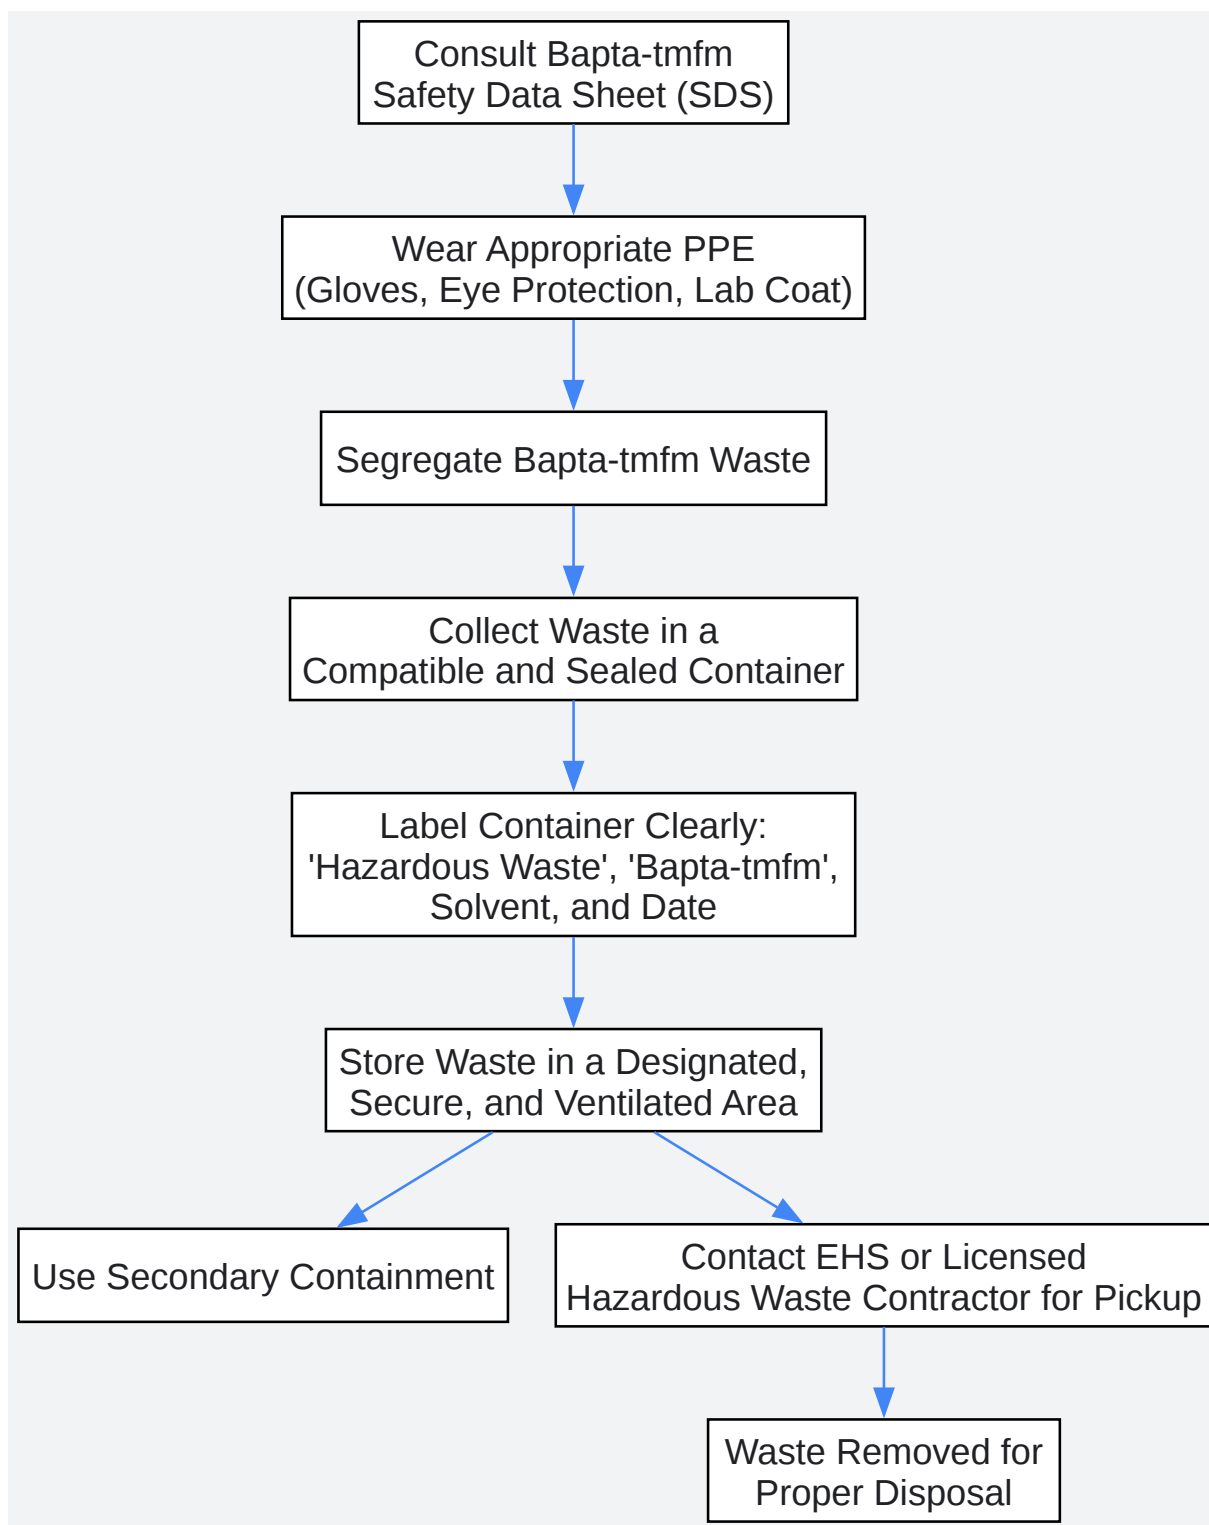 Consult Bapta-tmfm
Safety Data Sheet (SDS)
Wear Appropriate PPE
(Gloves, Eye Protection, Lab Coat)
Segregate Bapta-tmfm Waste
Collect Waste in a
Compatible and Sealed Container
Label Container Clearly:
'Hazardous Waste', 'Bapta-tmfm',
Solvent, and Date
Store Waste in a Designated,
Secure, and Ventilated Area
Use Secondary Containment
Contact EHS or Licensed
Hazardous Waste Contractor for Pickup
Waste Removed for
Proper Disposal